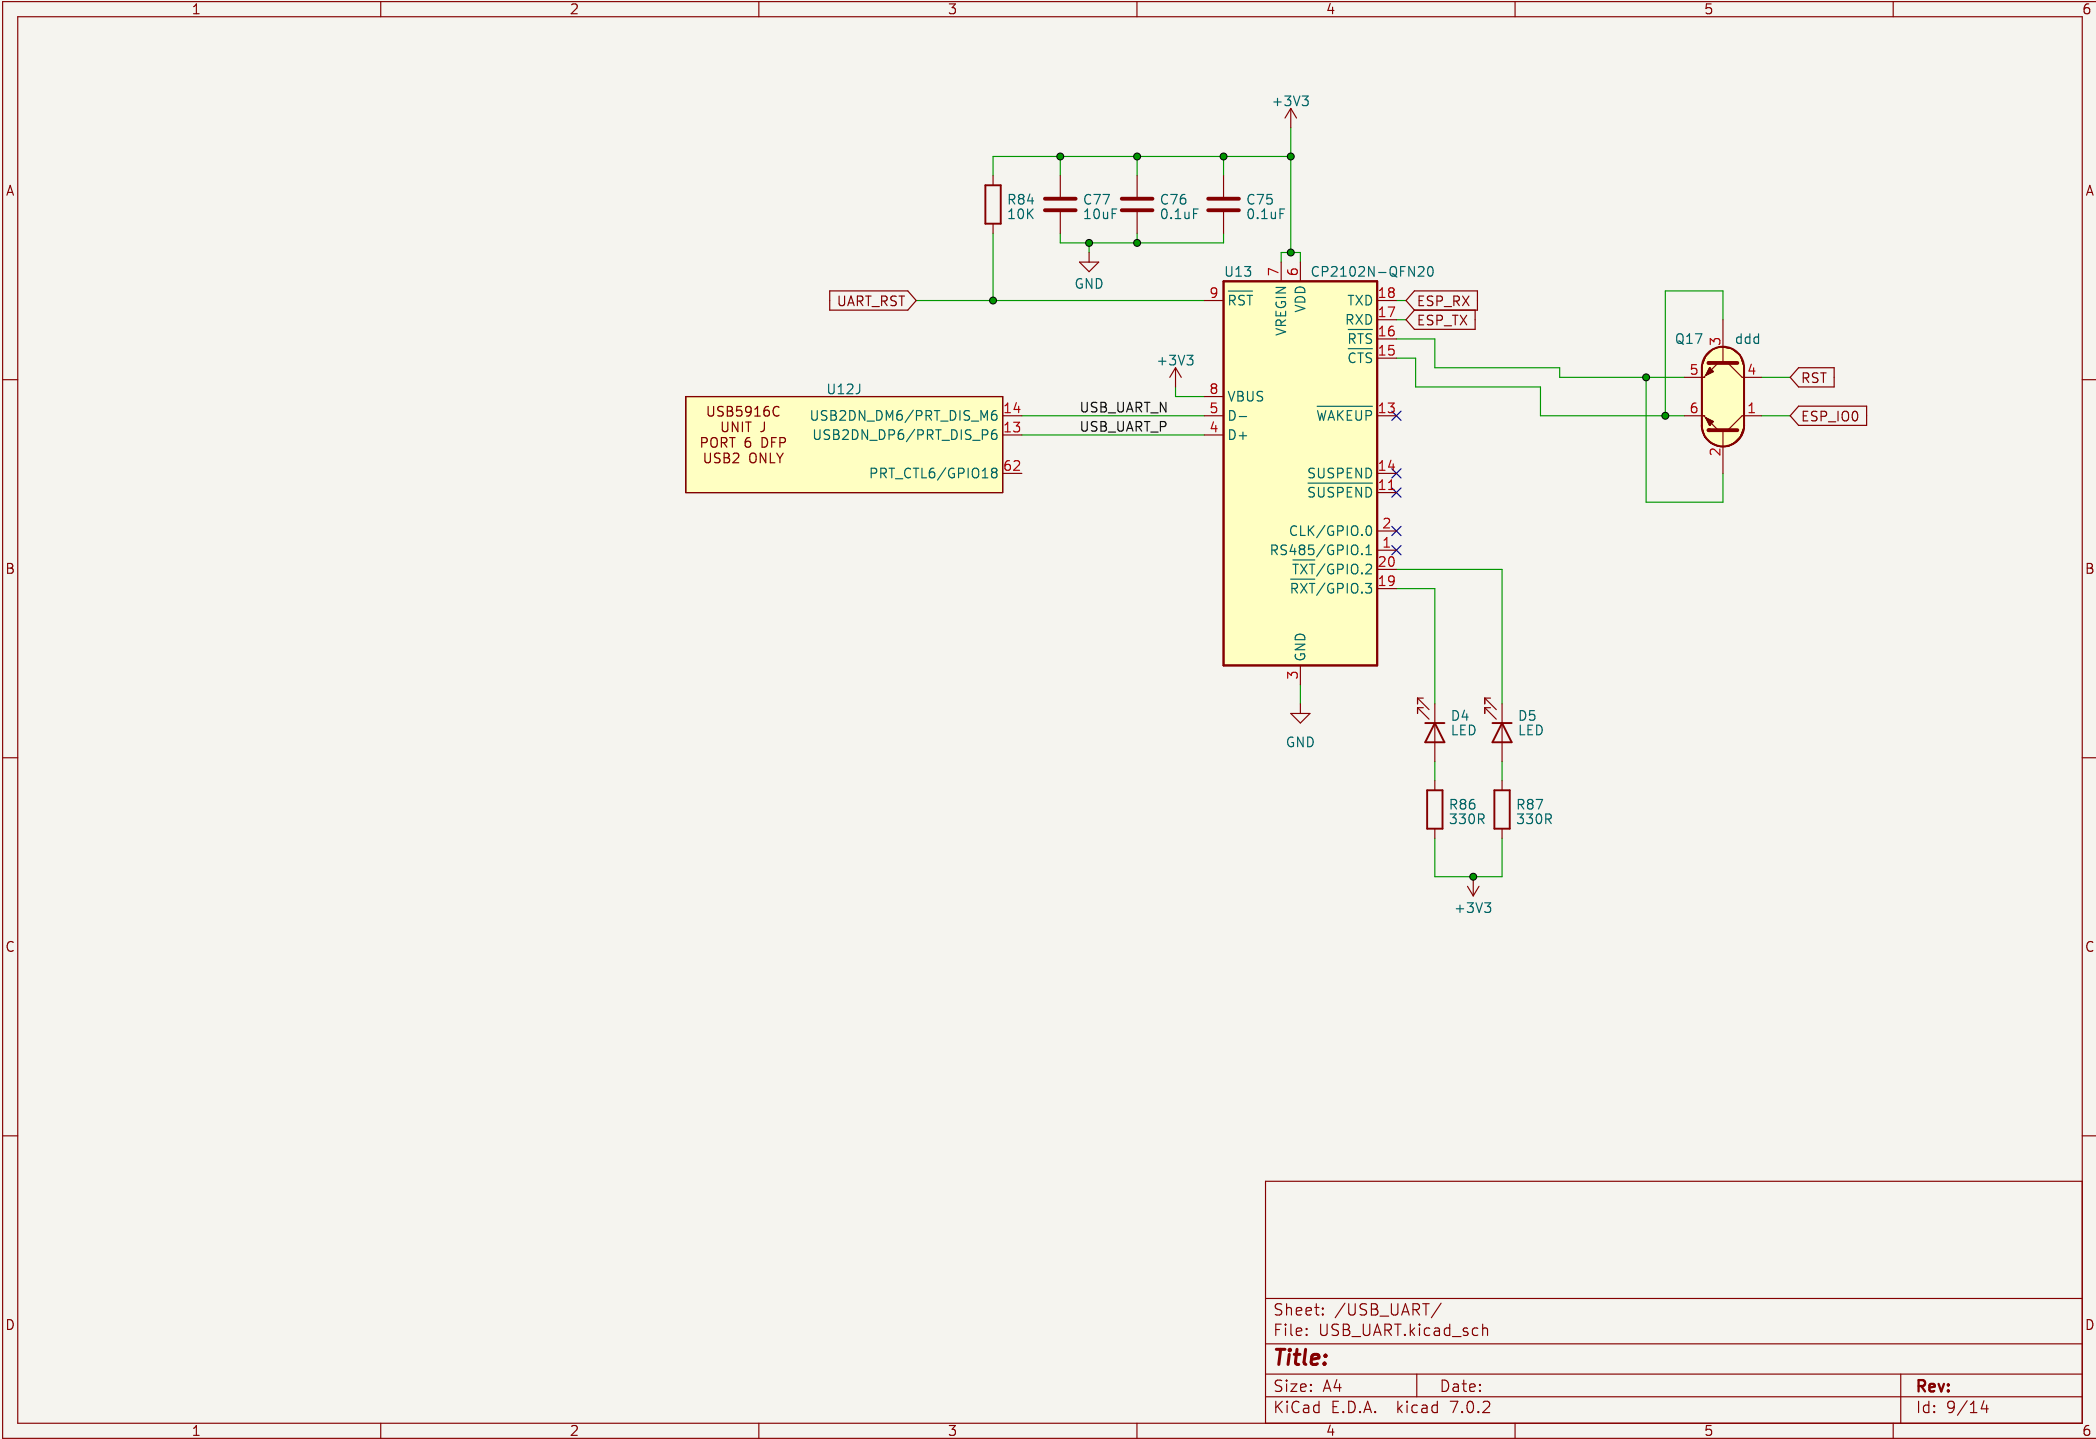 1 2 3 4 5 6
A A
B B
C C
D D
+3V3
R84
10K
C77
10uF
C76
0.1uF
C75
0.1uF
GND
UART_RST
U13
CP2102N-QFN20
7
6
VREGIN
VDD
9
RST
+3V3
8
VBUS
5
D-
4
D+
USB_UART_N
USB_UART_P
U12J
USB5916C
UNIT J
PORT 6 DFP
USB2 ONLY
USB2DN_DM6/PRT_DIS_M6
14
USB2DN_DP6/PRT_DIS_P6
13
PRT_CTL6/GPIO18
62
TXD
18
ESP_RX
RXD
17
ESP_TX
RTS
16
CTS
15
WAKEUP
13
SUSPEND
14
SUSPEND
11
CLK/GPIO.0
2
RS485/GPIO.1
1
TXT/GPIO.2
20
RXT/GPIO.3
19
GND
3
GND
Q17
ddd
3
5
4
RST
6
1
ESP_IO0
2
D4
LED
D5
LED
R86
330R
R87
330R
+3V3
Sheet: /USB_UART/
File: USB_UART.kicad_sch
Title:
Size: A4
Date:
Rev:
KiCad E.D.A. kicad 7.0.2
Id: 9/14
1 2 3 4 5 6